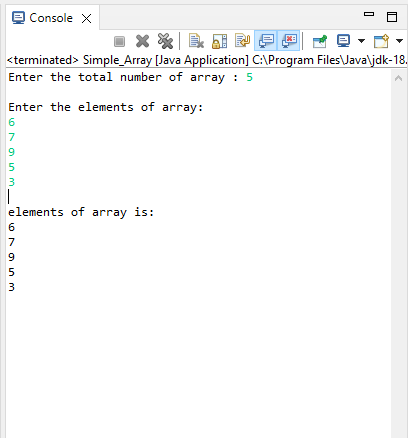 Console
<terminated> Simple_Array [Java Application] C:\Program Files\Java\jdk-18.
Enter the total number of array : 5
Enter the elements of array:
6
7
9
5
3
elements of array is:
6
7
9
5
3